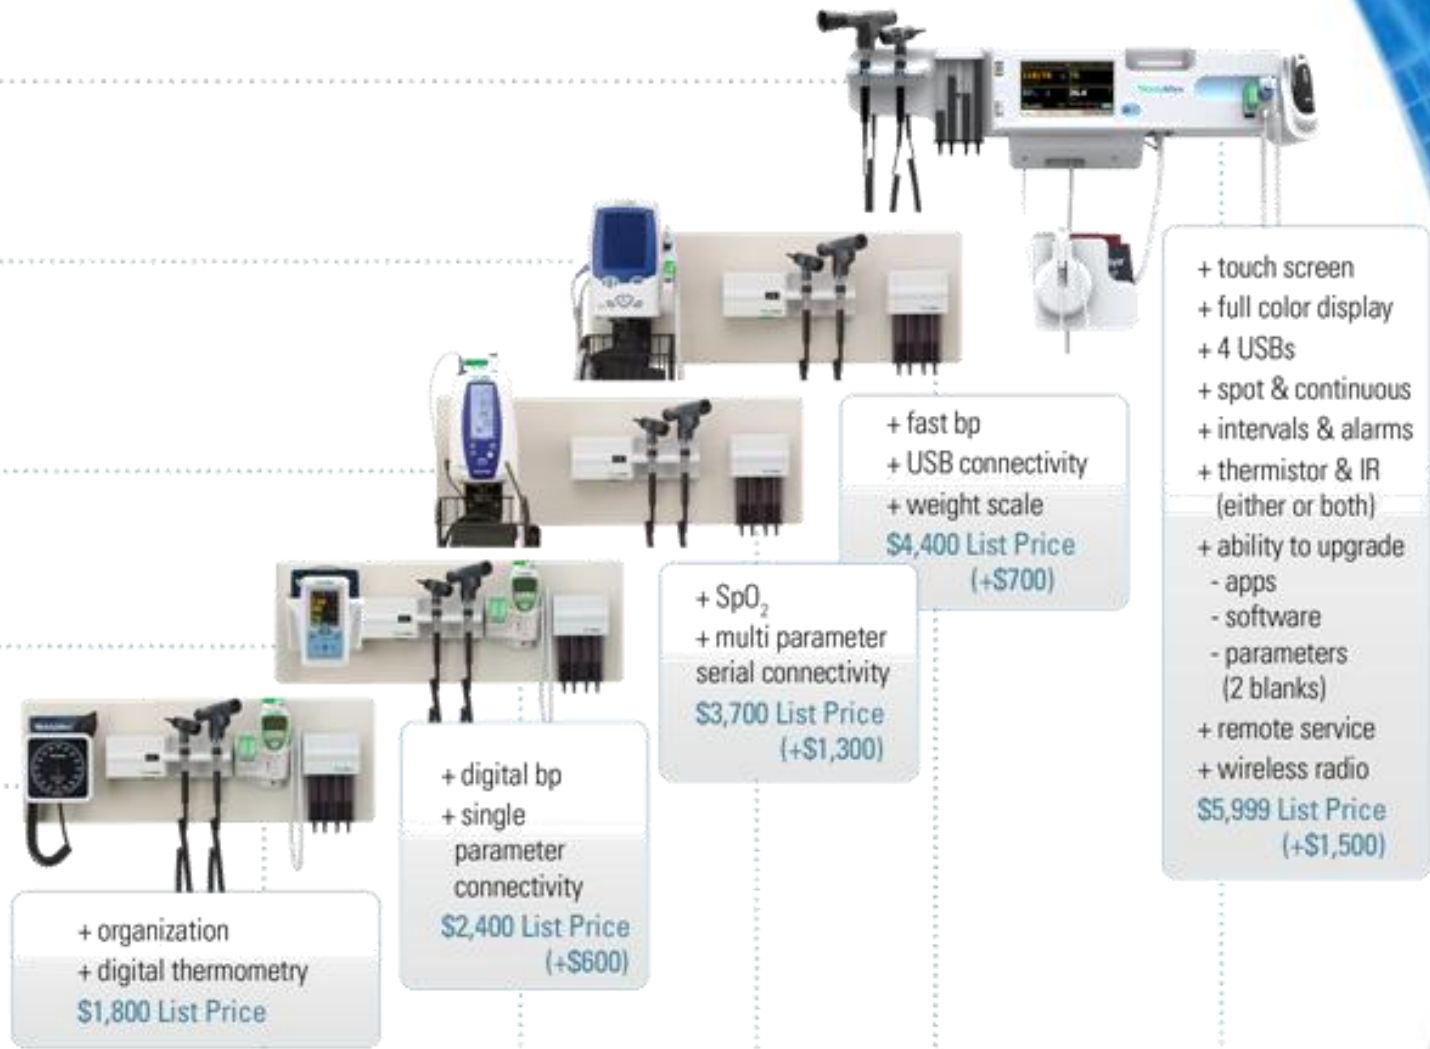 + touch screen
+ full color display
+ 4 USBs
+ spot & continuous
+ intervals & alarms
+ thermistor & IR
(either or both)
+ ability to upgrade
- apps
- software
- parameters
(2 blanks)
+ remote service
+ wireless radio
$5,999 List Price
(+$1,500)
+ fast bp
+ USB connectivity
+ weight scale
$4,400 List Price
(+$700)
+ SpO₂
+ multi parameter
serial connectivity
$3,700 List Price
(+$1,300)
+ digital bp
+ single
parameter
connectivity
$2,400 List Price
(+$600)
+ organization
+ digital thermometry
$1,800 List Price